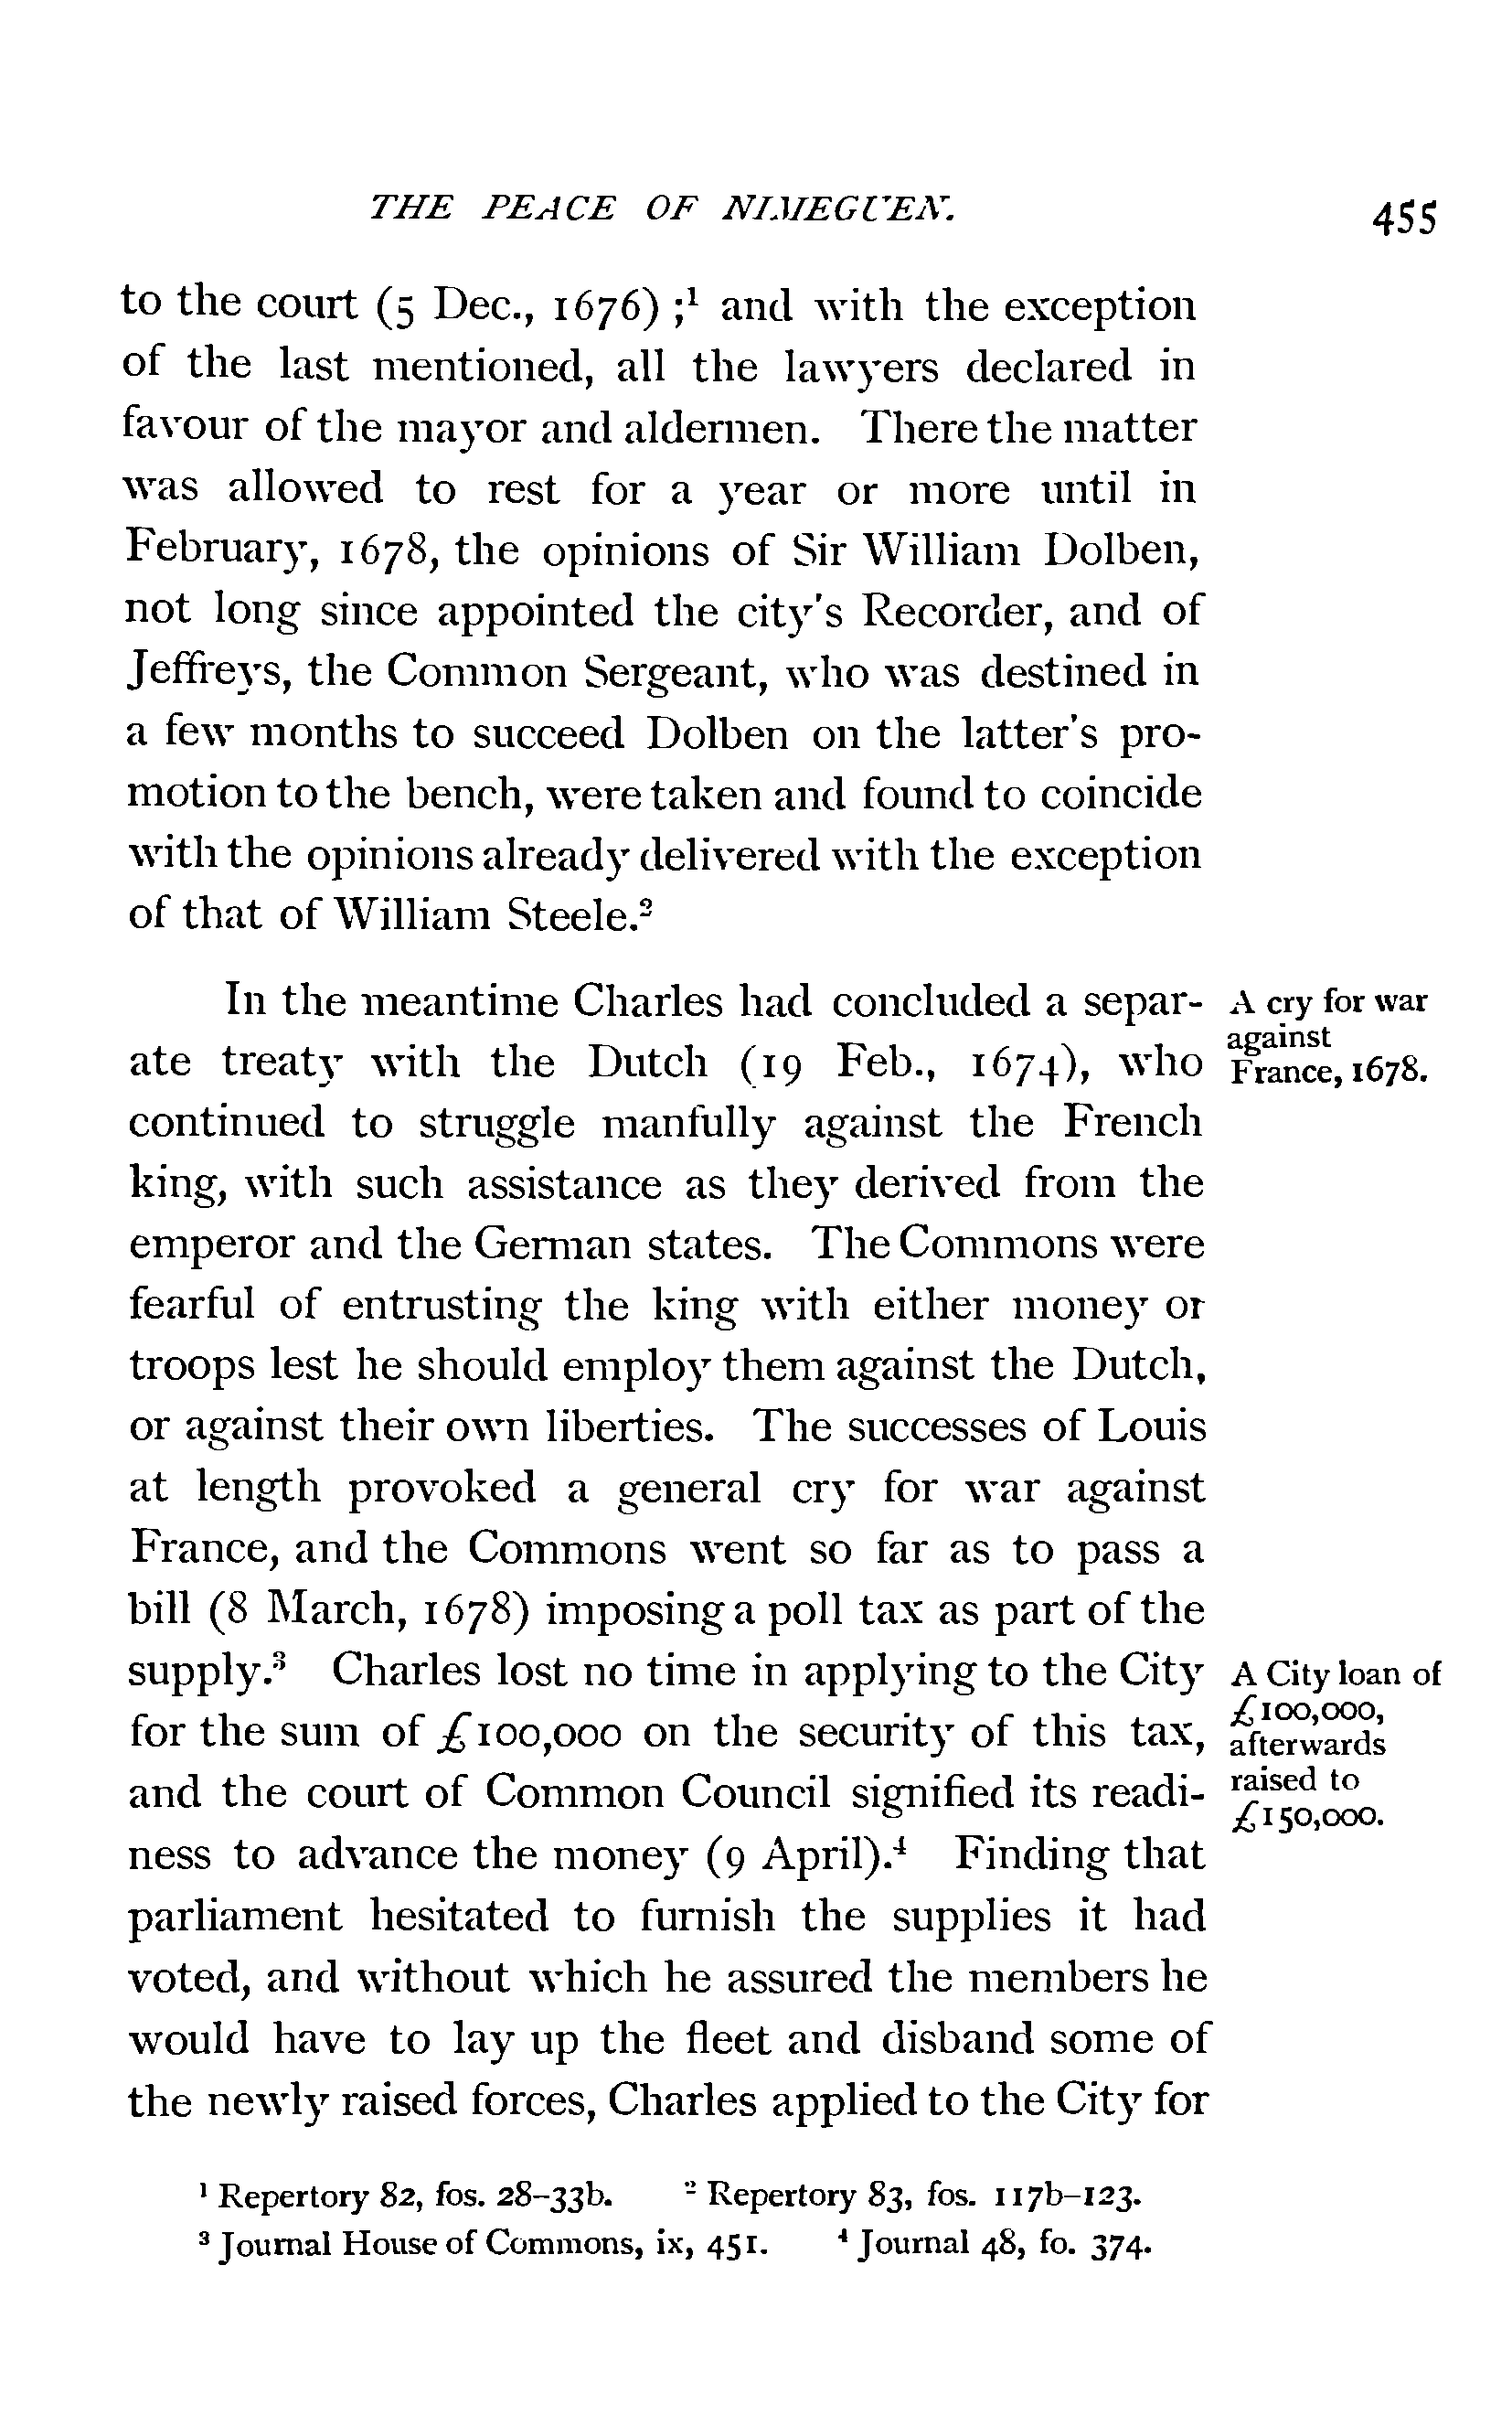 THE PEACE OF NIMEGUEN.
455
to the court (5 Dec., 1676) ;¹ and with the exception
of the last mentioned, all the lawyers declared in
favour of the mayor and aldermen. There the matter
was allowed to rest for a year or more until in
February, 1678, the opinions of Sir William Dolben,
not long since appointed the city's Recorder, and of
Jeffreys, the Common Sergeant, who was destined in
a few months to succeed Dolben on the latter's pro-
motion to the bench, were taken and found to coincide
with the opinions already delivered with the exception
of that of William Steele.²
In the meantime Charles had concluded a separ-
ate treaty with the Dutch (19 Feb., 1674), who
continued to struggle manfully against the French
king, with such assistance as they derived from the
emperor and the German states. The Commons were
fearful of entrusting the king with either money or
troops lest he should employ them against the Dutch,
or against their own liberties. The successes of Louis
at length provoked a general cry for war against
France, and the Commons went so far as to pass a
bill (8 March, 1678) imposing a poll tax as part of the
supply.³ Charles lost no time in applying to the City
for the sum of £100,000 on the security of this tax,
and the court of Common Council signified its readi-
ness to advance the money (9 April).⁴ Finding that
parliament hesitated to furnish the supplies it had
voted, and without which he assured the members he
would have to lay up the fleet and disband some of
the newly raised forces, Charles applied to the City for
A cry for war
against
France, 1678.
A City loan of
£100,000,
afterwards
raised to
£150,000.
¹ Repertory 82, fos. 28-33b. ² Repertory 83, fos. 117b-123.
³ Journal House of Commons, ix, 451. ⁴ Journal 48, fo. 374.